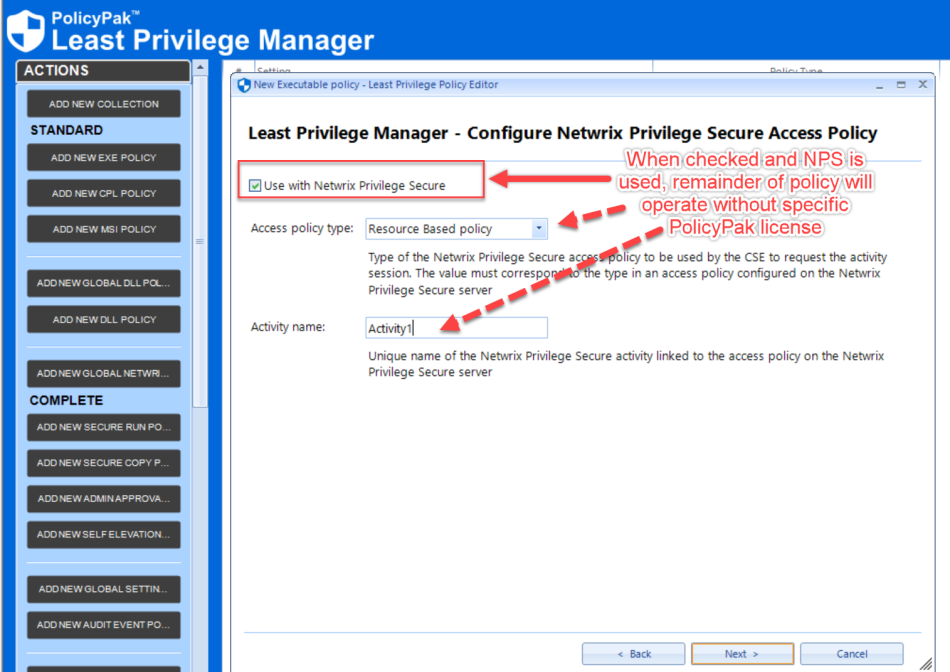 PolicyPak™
Least Privilege Manager
ACTIONS
ADD NEW COLLECTION
STANDARD
ADD NEW EXE POLICY
ADD NEW CPL POLICY
ADD NEW MSI POLICY
ADD NEW GLOBAL DLL POL...
ADD NEW DLL POLICY
ADD NEW GLOBAL NETWRI...
COMPLETE
ADD NEW SECURE RUN PO...
ADD NEW SECURE COPY P...
ADD NEW ADMIN APPROVA...
ADD NEW SELF ELEVATION...
ADD NEW GLOBAL SETTIN...
ADD NEW AUDIT EVENT PO...
Setting
Policy Type
New Executable policy - Least Privilege Policy Editor
Least Privilege Manager - Configure Netwrix Privilege Secure Access Policy
Use with Netwrix Privilege Secure
When checked and NPS is
used, remainder of policy will
operate without specific
PolicyPak license
Access policy type:
Resource Based policy
Type of the Netwrix Privilege Secure access policy to be used by the CSE to request the activity
session. The value must correspond to the type in an access policy configured on the Netwrix
Privilege Secure server
Activity name:
Activity1
Unique name of the Netwrix Privilege Secure activity linked to the access policy on the Netwrix
Privilege Secure server
< Back
Next >
Cancel